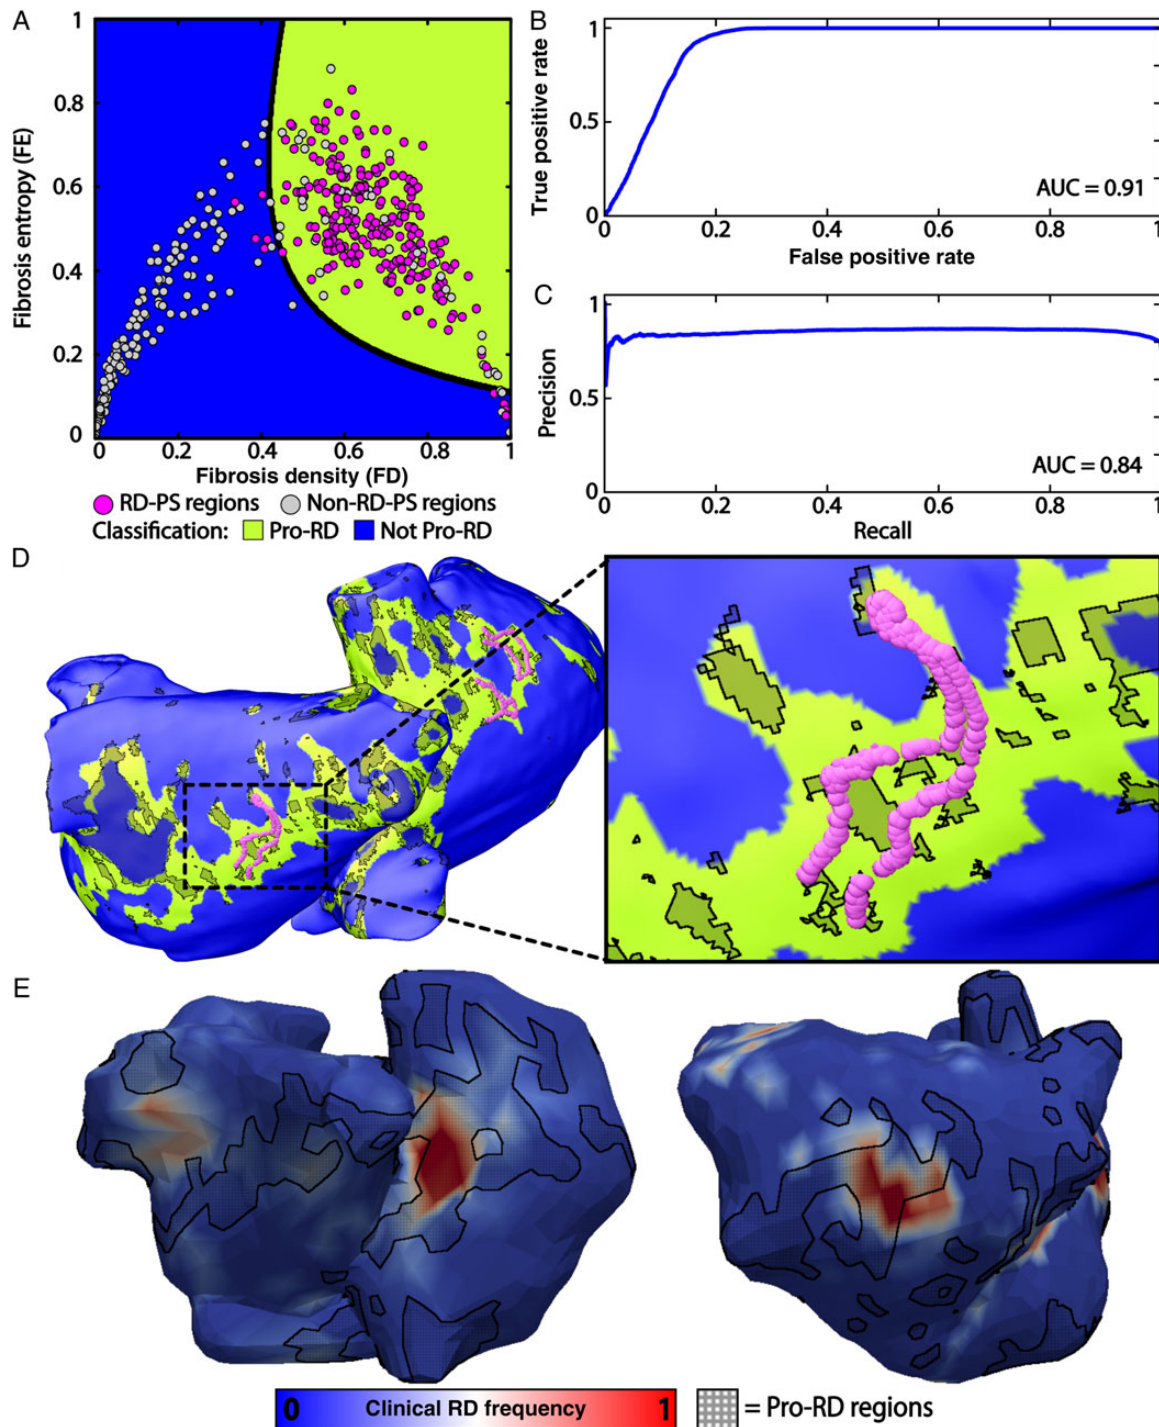 A
1
0.8
0.6
0.4
0.2
0
Fibrosis entropy (FE)
0 0.2 0.4 0.6 0.8 1
Fibrosis density (FD)
RD-PS regions Non-RD-PS regions
Classification: Pro-RD Not Pro-RD
B
1
0.5
0
True positive rate
AUC = 0.91
0 0.2 0.4 0.6 0.8 1
False positive rate
C
1
0.5
0
Precision
AUC = 0.84
0 0.2 0.4 0.6 0.8 1
Recall
D
E
0 Clinical RD frequency 1 = Pro-RD regions